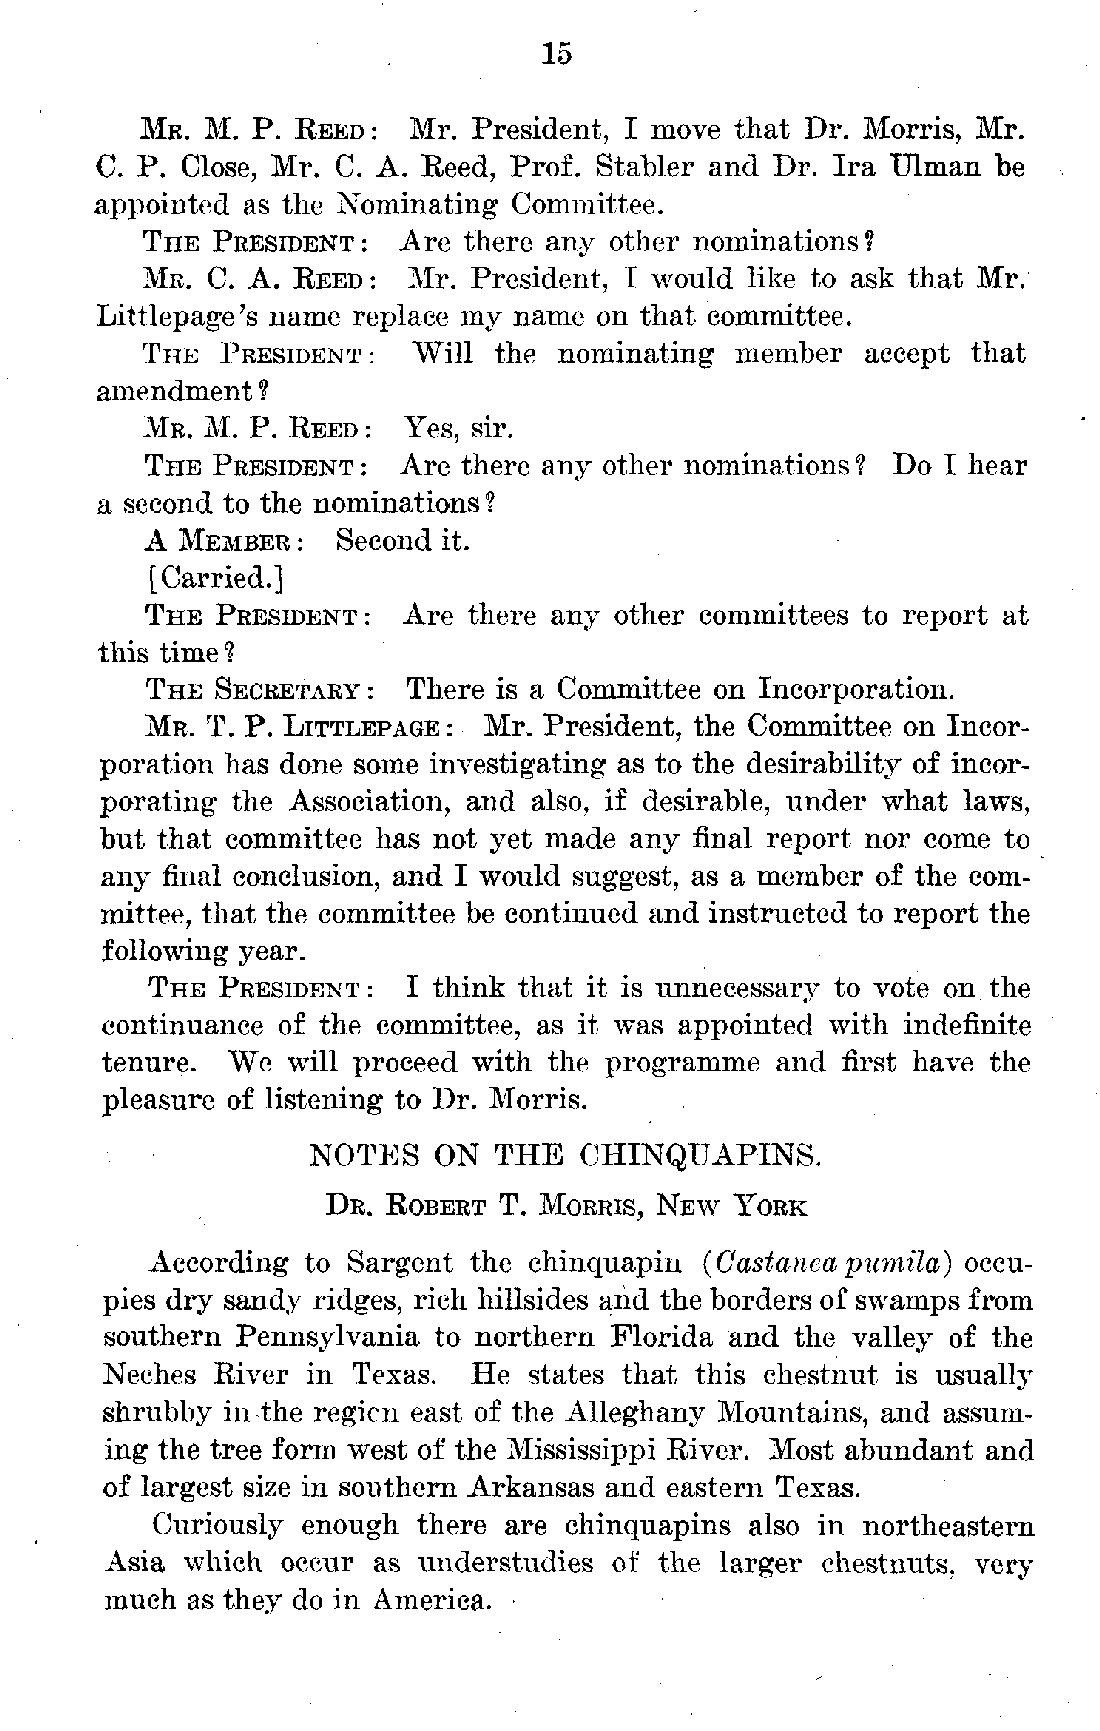 15
MR. M. P. REED: Mr. President, I move that Dr. Morris, Mr.
C. P. Close, Mr. C. A. Reed, Prof. Stabler and Dr. Ira Ulman be
appointed as the Nominating Committee.
THE PRESIDENT: Are there any other nominations?
MR. C. A. REED: Mr. President, I would like to ask that Mr.
Littlepage's name replace my name on that committee.
THE PRESIDENT: Will the nominating member accept that
amendment?
MR. M. P. REED: Yes, sir.
THE PRESIDENT: Are there any other nominations? Do I hear
a second to the nominations?
A MEMBER: Second it.
[Carried.]
THE PRESIDENT: Are there any other committees to report at
this time?
THE SECRETARY: There is a Committee on Incorporation.
MR. T. P. LITTLEPAGE: Mr. President, the Committee on Incor-
poration has done some investigating as to the desirability of incor-
porating the Association, and also, if desirable, under what laws,
but that committee has not yet made any final report nor come to
any final conclusion, and I would suggest, as a member of the com-
mittee, that the committee be continued and instructed to report the
following year.
THE PRESIDENT: I think that it is unnecessary to vote on the
continuance of the committee, as it was appointed with indefinite
tenure. We will proceed with the programme and first have the
pleasure of listening to Dr. Morris.
NOTES ON THE CHINQUAPINS.
DR. ROBERT T. MORRIS, NEW YORK
According to Sargent the chinquapin (Castanea pumila) occu-
pies dry sandy ridges, rich hillsides and the borders of swamps from
southern Pennsylvania to northern Florida and the valley of the
Neches River in Texas. He states that this chestnut is usually
shrubby in the region east of the Alleghany Mountains, and assum-
ing the tree form west of the Mississippi River. Most abundant and
of largest size in southern Arkansas and eastern Texas.
Curiously enough there are chinquapins also in northeastern
Asia which occur as understudies of the larger chestnuts, very
much as they do in America.